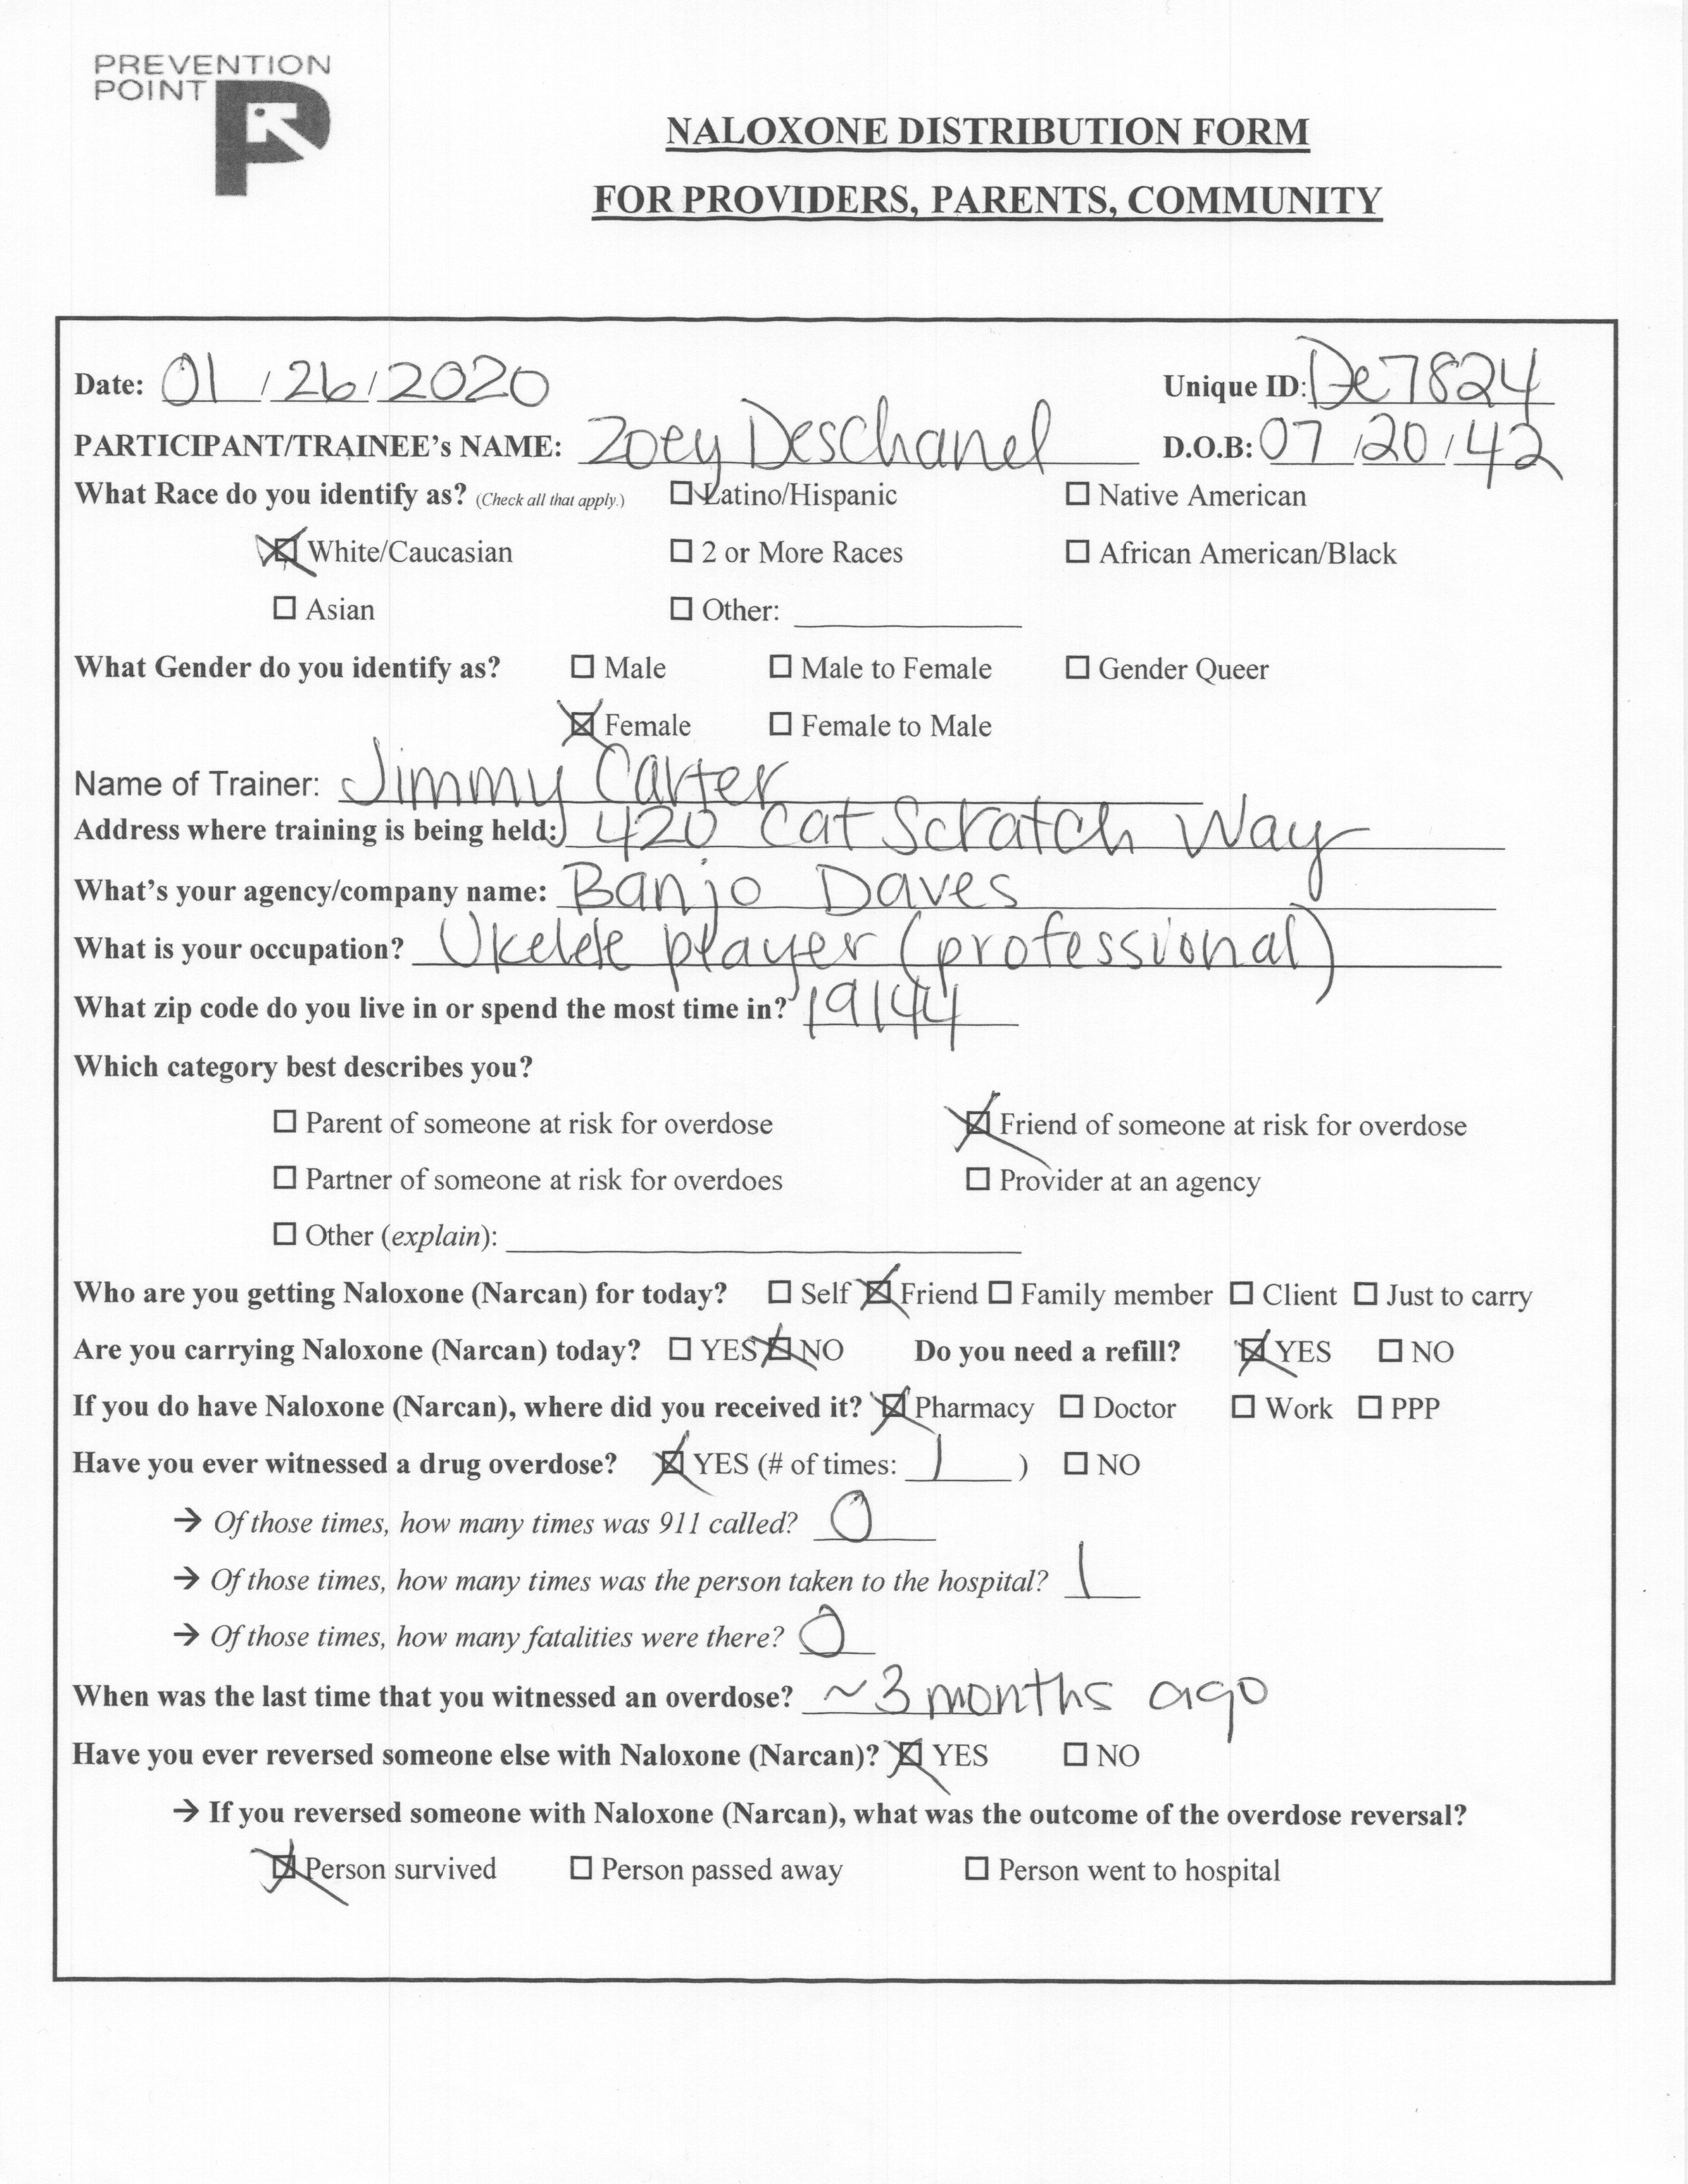 PREVENTION
POINT
NALOXONE DISTRIBUTION FORM
FOR PROVIDERS, PARENTS, COMMUNITY
Date: 01 / 26 / 2020 Unique ID: De7824
PARTICIPANT/TRAINEE's NAME: Zoey Deschanel D.O.B: 07 / 20 / 42
What Race do you identify as? (Check all that apply.) ☐ Latino/Hispanic ☐ Native American
☒ White/Caucasian ☐ 2 or More Races ☐ African American/Black
☐ Asian ☐ Other: ____
What Gender do you identify as? ☐ Male ☐ Male to Female ☐ Gender Queer
☒ Female ☐ Female to Male
Name of Trainer: Jimmy Carter
Address where training is being held: 420 Cat Scratch Way
What's your agency/company name: Banjo Daves
What is your occupation? Ukelele player (professional)
What zip code do you live in or spend the most time in? 19144
Which category best describes you?
☐ Parent of someone at risk for overdose ☒ Friend of someone at risk for overdose
☐ Partner of someone at risk for overdoes ☐ Provider at an agency
☐ Other (explain): ____
Who are you getting Naloxone (Narcan) for today? ☐ Self ☒ Friend ☐ Family member ☐ Client ☐ Just to carry
Are you carrying Naloxone (Narcan) today? ☐ YES ☒ NO Do you need a refill? ☒ YES ☐ NO
If you do have Naloxone (Narcan), where did you received it? ☒ Pharmacy ☐ Doctor ☐ Work ☐ PPP
Have you ever witnessed a drug overdose? ☒ YES (# of times: 1 ) ☐ NO
→ Of those times, how many times was 911 called? 0
→ Of those times, how many times was the person taken to the hospital? 1
→ Of those times, how many fatalities were there? 0
When was the last time that you witnessed an overdose? ~3 months ago
Have you ever reversed someone else with Naloxone (Narcan)? ☒ YES ☐ NO
→ If you reversed someone with Naloxone (Narcan), what was the outcome of the overdose reversal?
☒ Person survived ☐ Person passed away ☐ Person went to hospital